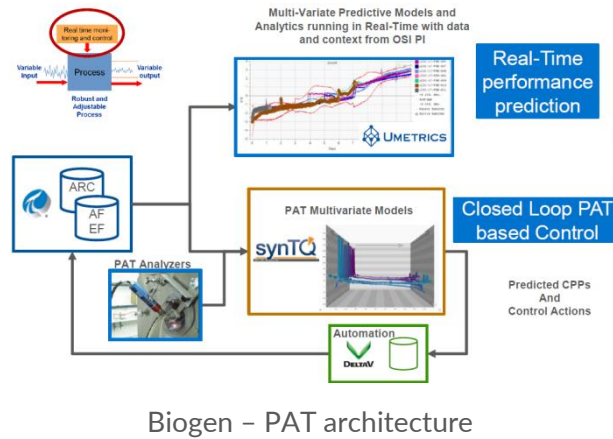 Real time moni-
toring and control
Variable
input
Process
Variable
output
Robust and
Adjustable
Process
Multi-Variate Predictive Models and
Analytics running in Real-Time with data
and context from OSI PI
UMETRICS
Real-Time
performance
prediction
ARC
AF
EF
PAT Analyzers
PAT Multivariate Models
synTQ
Closed Loop PAT
based Control
Predicted CPPs
And
Control Actions
Automation
DELTAV
Biogen – PAT architecture